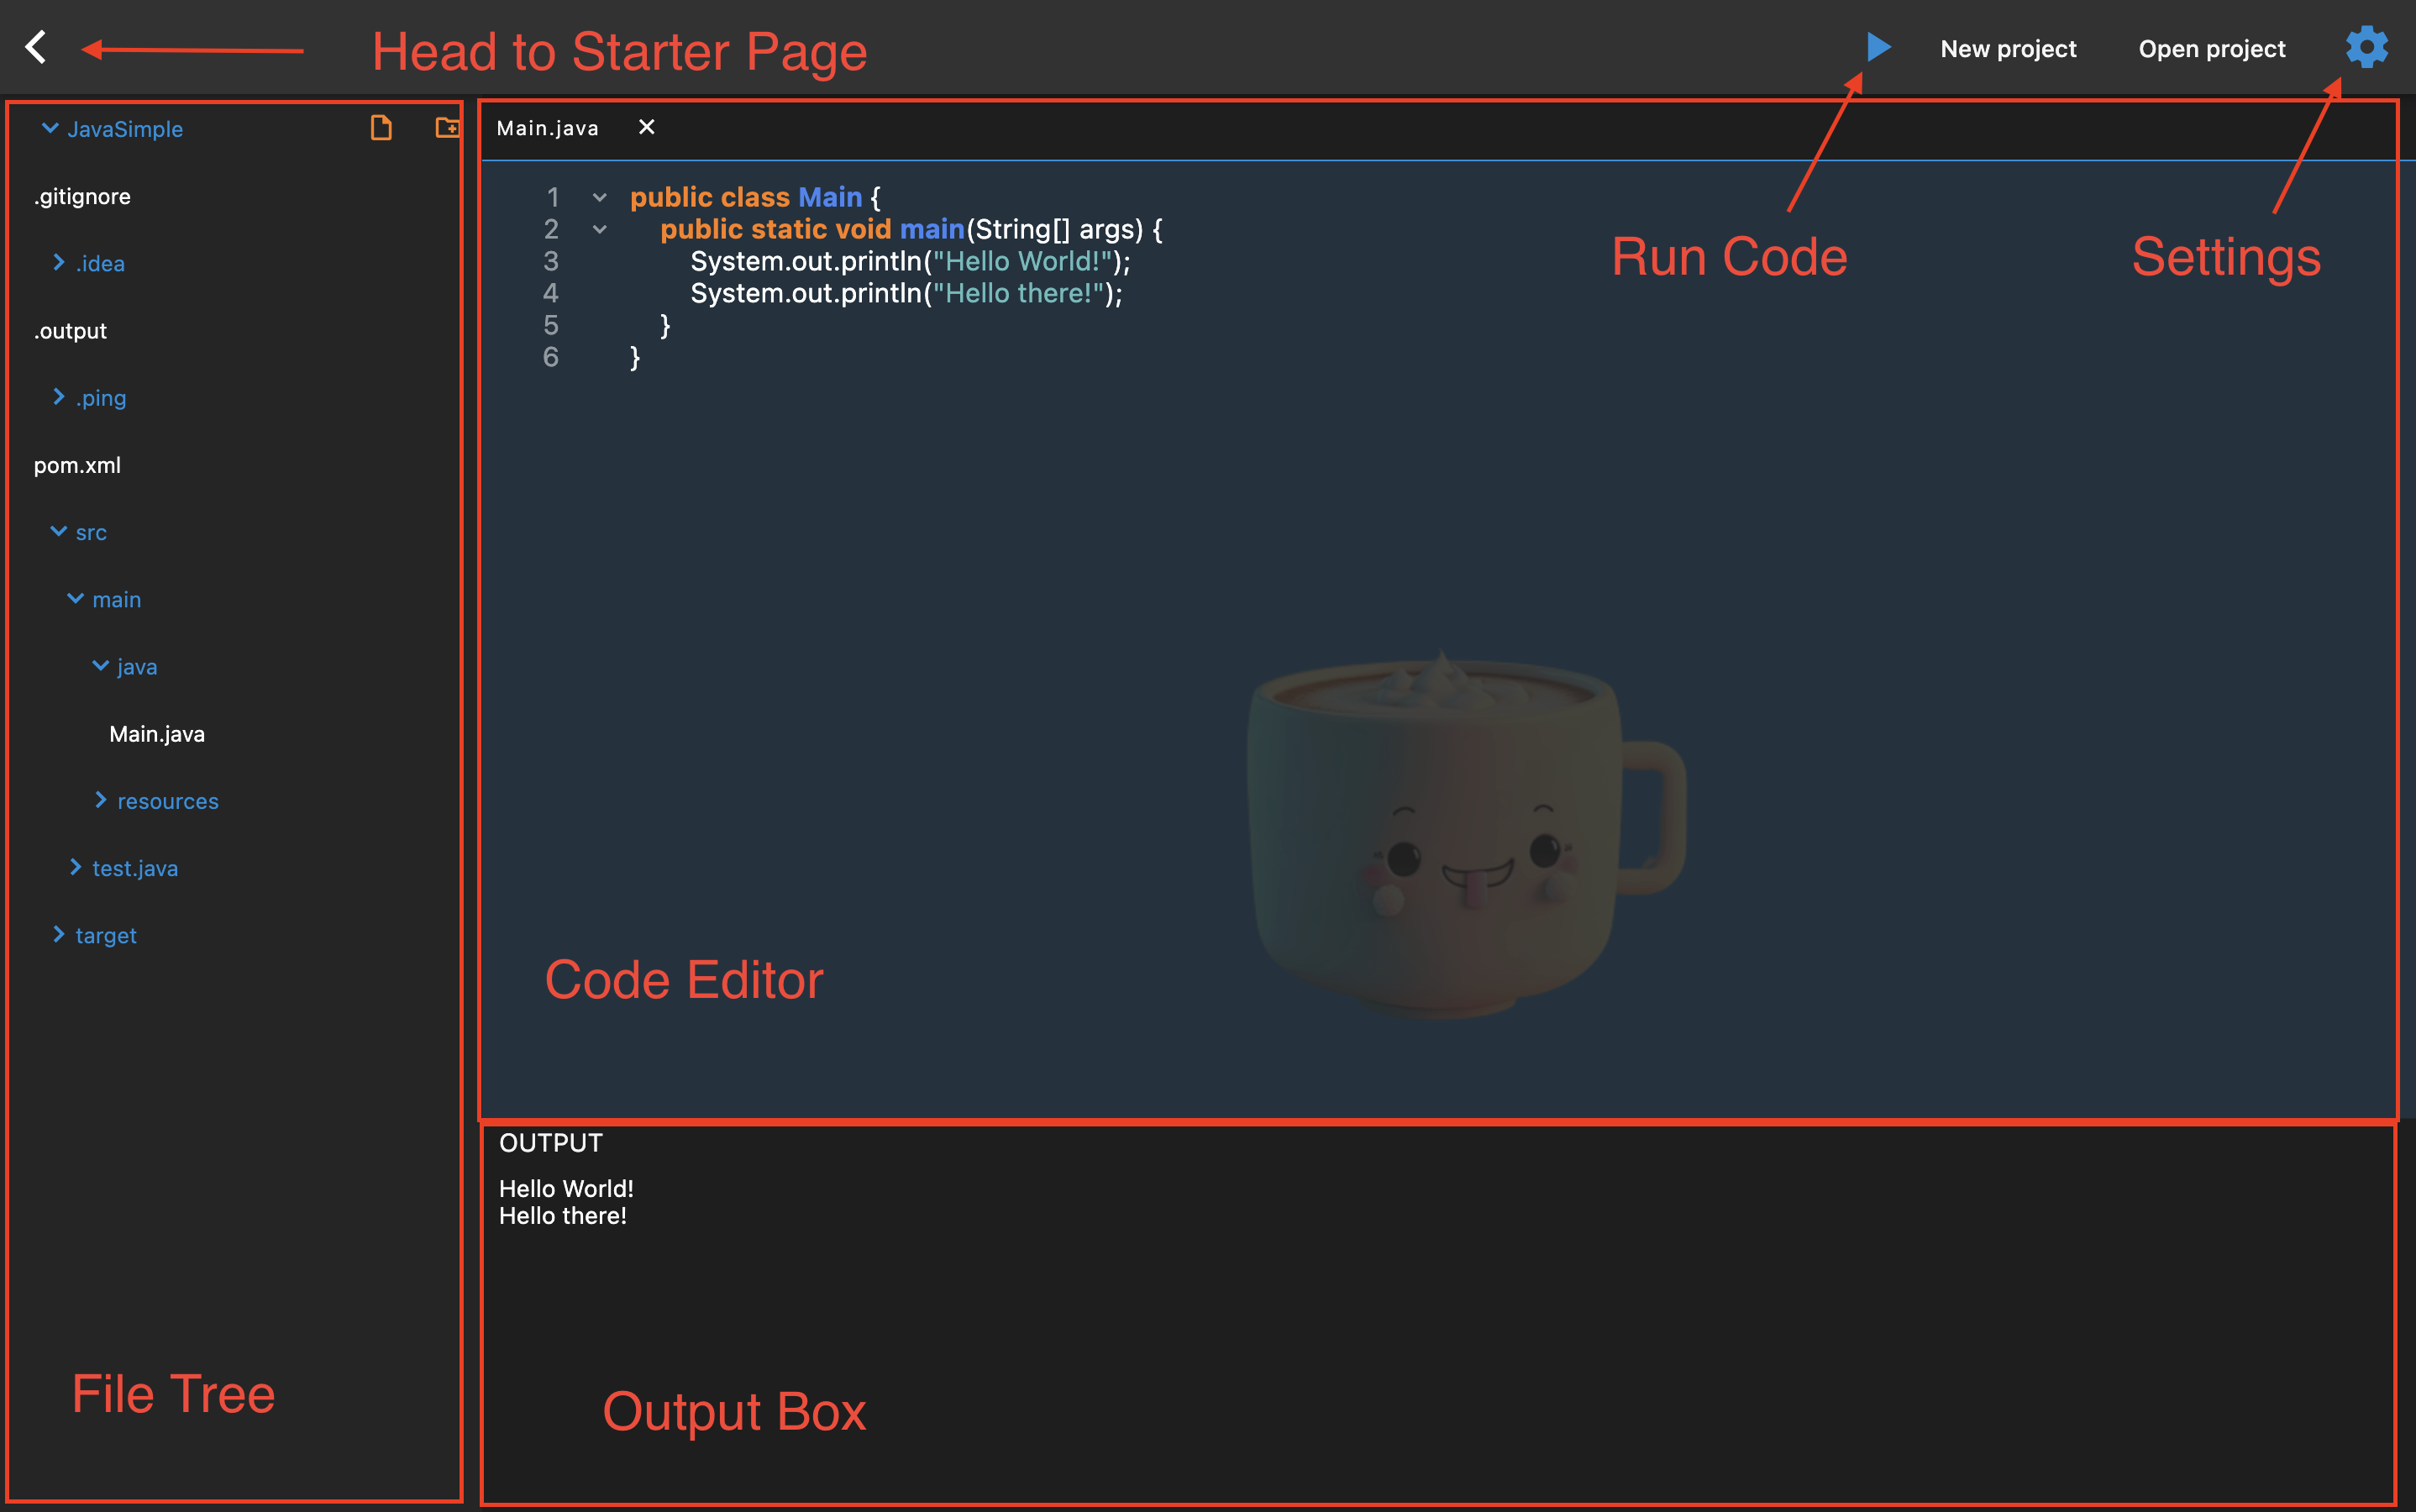 Head to Starter Page
New project
Open project
JavaSimple
.gitignore
.idea
.output
.ping
pom.xml
src
main
java
Main.java
resources
test.java
target
File Tree
Main.java
1 public class Main {
2 public static void main(String[] args) {
3 System.out.println("Hello World!");
4 System.out.println("Hello there!");
5 }
6 }
Run Code
Settings
Code Editor
OUTPUT
Hello World!
Hello there!
Output Box